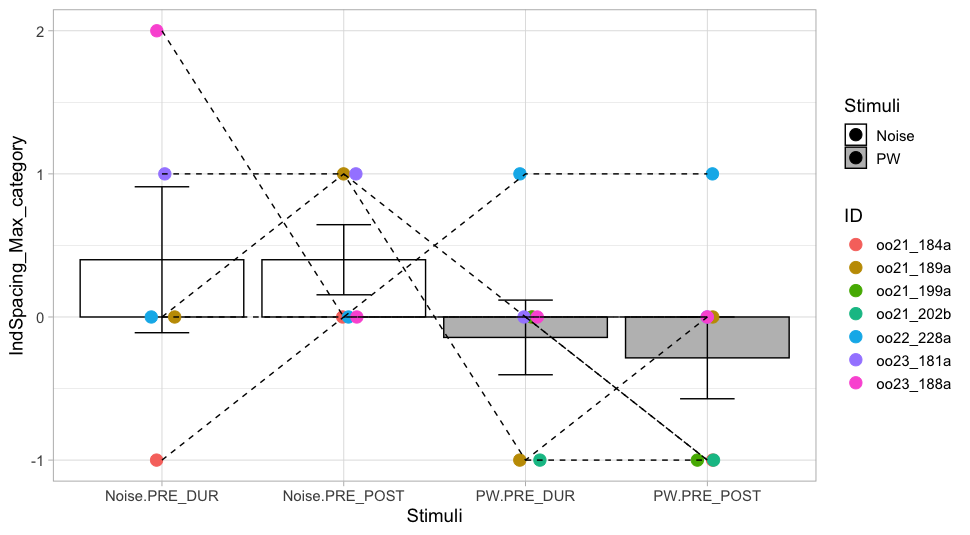 IndSpacing_Max_category
2
1
0
-1
Noise.PRE_DUR
Noise.PRE_POST
PW.PRE_DUR
PW.PRE_POST
Stimuli
Stimuli
Noise
PW
ID
oo21_184a
oo21_189a
oo21_199a
oo21_202b
oo22_228a
oo23_181a
oo23_188a